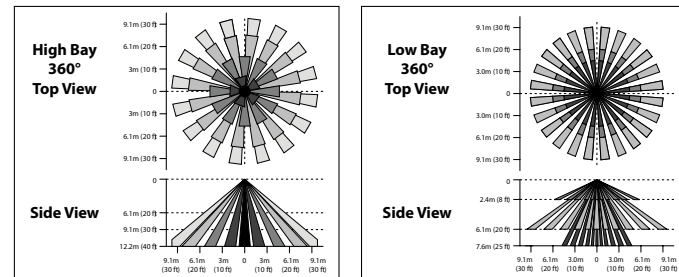 High Bay
360°
Top View
9.1m (30 ft)
6.1m (20 ft)
3m (10 ft)
0
3m (10 ft)
6.1m (20 ft)
9.1m (30 ft)
Side View
0
6.1m (20 ft)
9.1m (30 ft)
12.2m (40 ft)
9.1m 6.1m 3m 0 3m 6.1m 9.1m
(30 ft) (20 ft) (10 ft) (10 ft) (20 ft) (30 ft)
Low Bay
360°
Top View
9.1m (30 ft)
6.1m (20 ft)
3.0m (10 ft)
0
3.0m (10 ft)
6.1m (20 ft)
9.1m (30 ft)
Side View
0
2.4m (8 ft)
6.1m (20 ft)
7.6m (25 ft)
9.1m 6.1m 3.0m 0 3.0m 6.1m 9.1m
(30 ft) (20 ft) (10 ft) (10 ft) (20 ft) (30 ft)